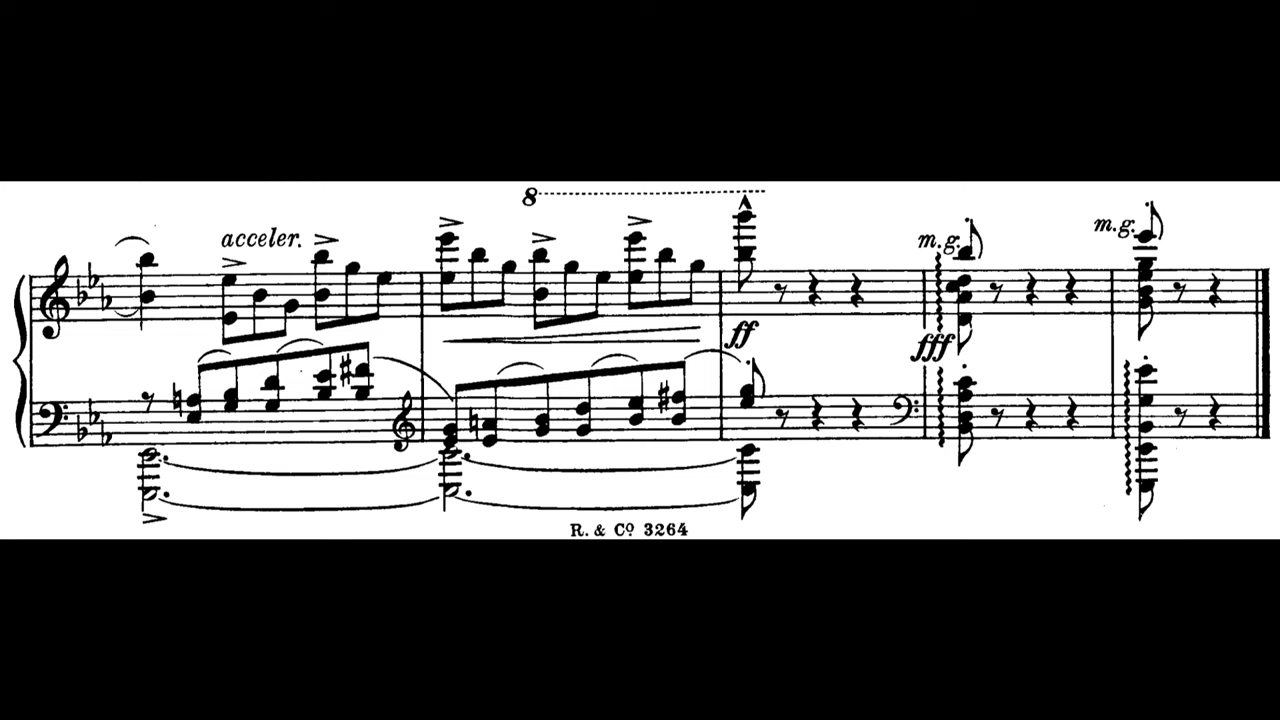 8
acceler.
m.g.
m.g.
ff
fff
R. & Cº 3264